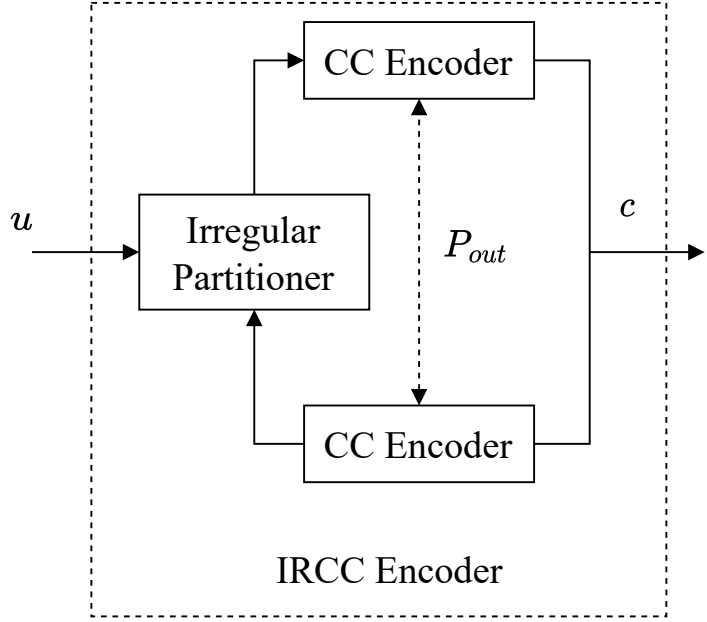 CC Encoder
u
Irregular
Partitioner
c
P_out
CC Encoder
IRCC Encoder